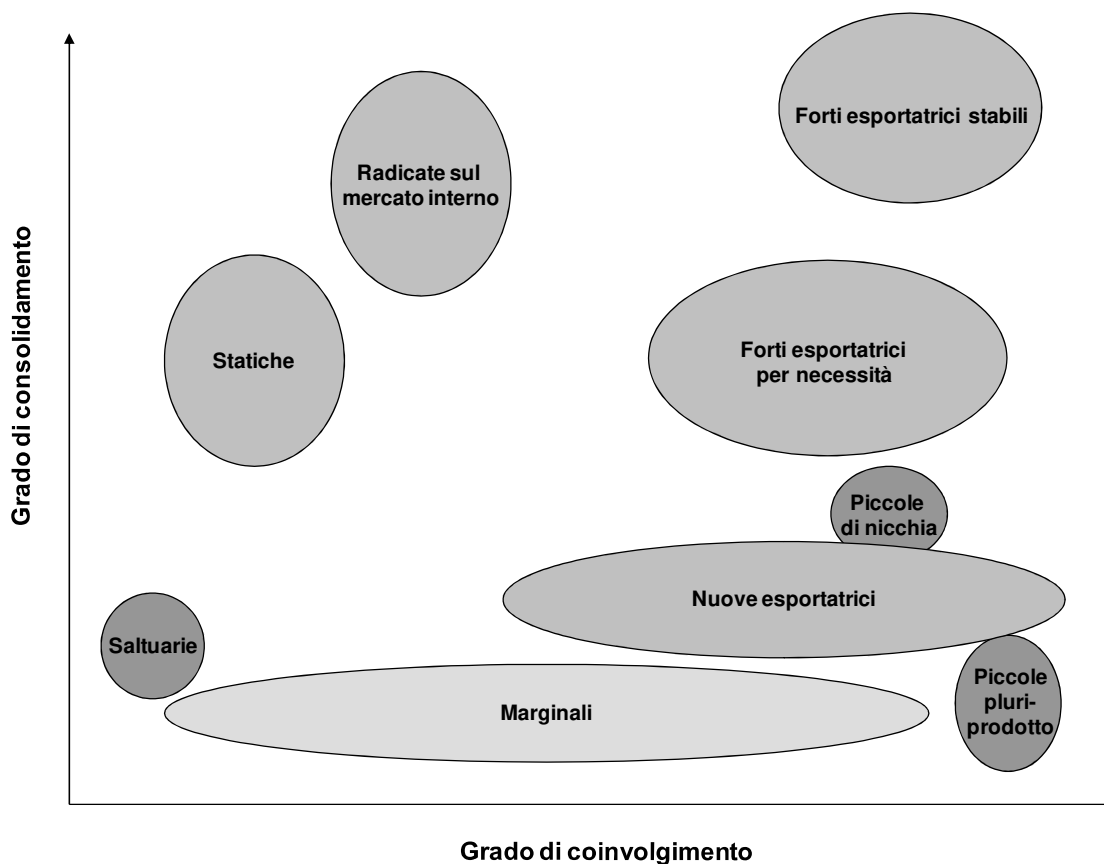 Forti esportatrici stabili
Radicate sul
mercato interno
Grado di consolidamento
Statiche
Forti esportatrici
per necessità
Piccole
di nicchia
Nuove esportatrici
Saltuarie
Piccole
pluri-
prodotto
Marginali
Grado di coinvolgimento